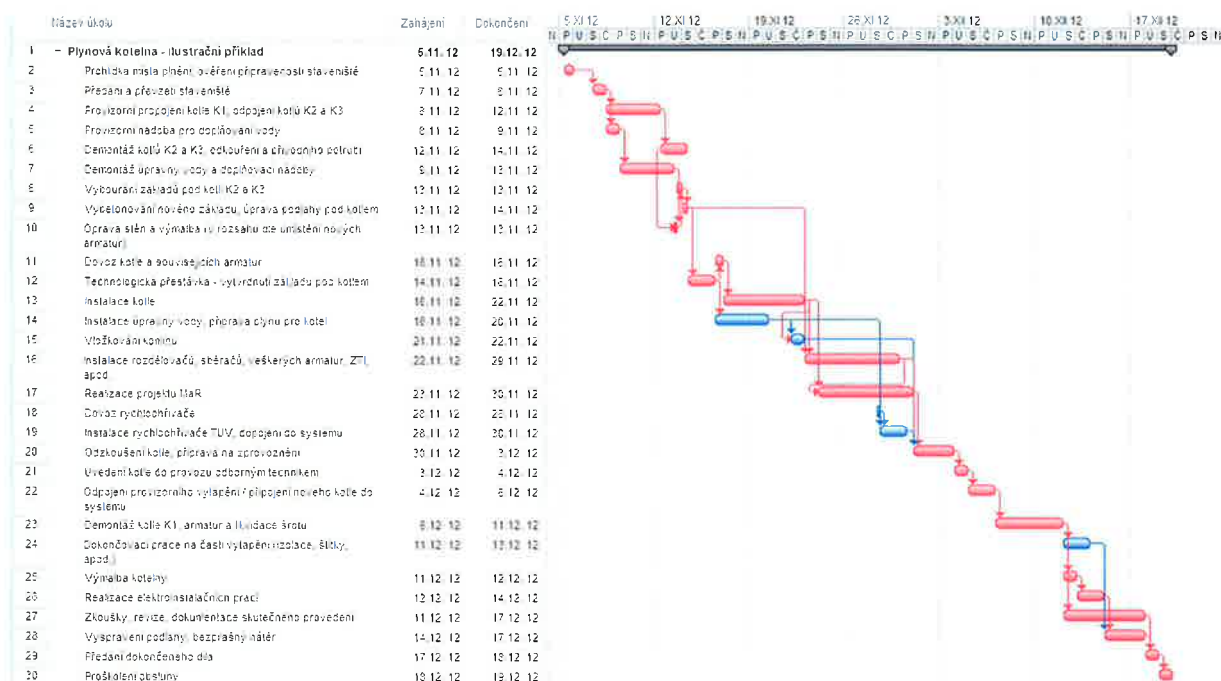 Název úkolu Zahájení Dokončení 5.XI 12 12.XI 12 19.XI 12 26.XI 12 3.XII 12 10.XII 12 17.XII 12
N P U S Č P S N P U S Č P S N P U S Č P S N P U S Č P S N P U S Č P S N P U S Č P S N P U S Č P S N
1 − Plynová kotelna - ilustrační příklad 5.11. 12 19.12. 12
2 Prohlídka místa plnění, ověření připravenosti staveniště 5.11. 12 5.11. 12
3 Předání a převzetí staveniště 7.11. 12 8.11. 12
4 Provizorní propojení kotle K1, odpojení kotlů K2 a K3 8.11. 12 12.11. 12
5 Provizorní nádoba pro doplňování vody 8.11. 12 9.11. 12
6 Demontáž kotlů K2 a K3, odkouření a přívodního potrubí 12.11. 12 14.11. 12
7 Demontáž úpravny vody a doplňovací nádoby 9.11. 12 13.11. 12
8 Vybourání základů pod kotli K2 a K3 13.11. 12 13.11. 12
9 Vybetonování nového základu, úprava podlahy pod kotlem 13.11. 12 14.11. 12
10 Oprava stěn a výmalba (v rozsahu dle umístění nových
armatur) 13.11. 12 13.11. 12
11 Dovoz kotle a souvisejících armatur 16.11. 12 16.11. 12
12 Technologická přestávka - vytvrdnutí základu pod kotlem 14.11. 12 16.11. 12
13 Instalace kotle 16.11. 12 22.11. 12
14 Instalace úpravny vody, příprava plynu pro kotel 16.11. 12 20.11. 12
15 Vložkování komínu 21.11. 12 22.11. 12
16 Instalace rozdělovačů, sběračů, veškerých armatur, ZTI,
apod. 22.11. 12 29.11. 12
17 Realizace projektu MaR 23.11. 12 30.11. 12
18 Dovoz rychloohřívače 28.11. 12 28.11. 12
19 Instalace rychloohřívače TUV, dopojení do systému 28.11. 12 30.11. 12
20 Odzkoušení kotle, příprava na zprovoznění 30.11. 12 3.12. 12
21 Uvedení kotle do provozu odborným technikem 3.12. 12 4.12. 12
22 Odpojení provizorního vytápění / připojení nového kotle do
systému 4.12. 12 6.12. 12
23 Demontáž kotle K1, armatur a likvidace šrotu 6.12. 12 11.12. 12
24 Dokončovací práce na části vytápění (izolace, štítky,
apod.) 11.12. 12 13.12. 12
25 Výmalba kotelny 11.12. 12 12.12. 12
26 Realizace elektroinstalačních prací 12.12. 12 14.12. 12
27 Zkoušky, revize, dokumentace skutečného provedení 11.12. 12 17.12. 12
28 Vyspravení podlahy, bezprašný nátěr 14.12. 12 17.12. 12
29 Předání dokončeného díla 17.12. 12 18.12. 12
30 Proškolení obsluhy 18.12. 12 19.12. 12